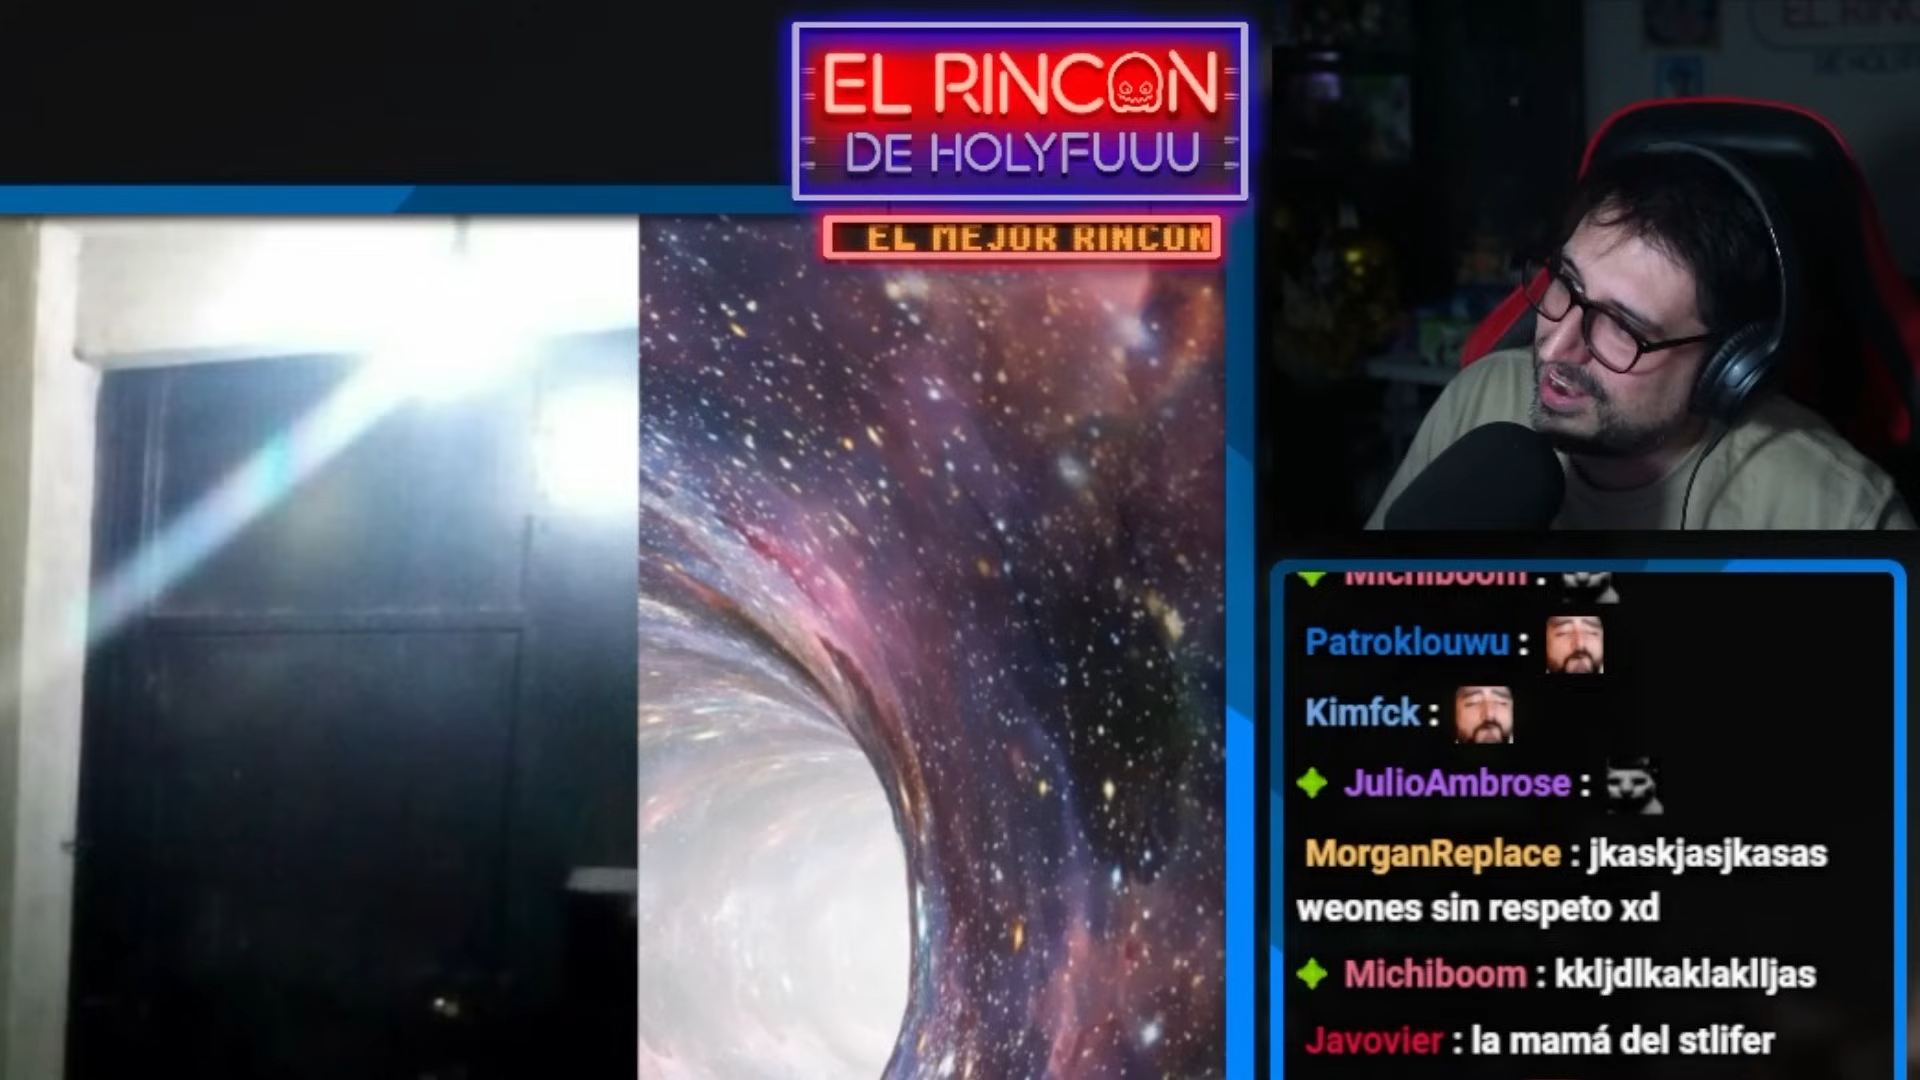 EL RINCON
DE HOLYFUUU
EL MEJOR RINCON
Michiboom :
Patroklouwu :
Kimfck :
JulioAmbrose :
MorganReplace : jkaskjasjkasas
weones sin respeto xd
Michiboom : kkljdlkaklaklljas
Javovier : la mamá del stlifer